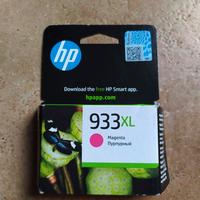 hp
Download the free HP Smart app.
hpapp.com
933XL
Magenta
Пурпурный